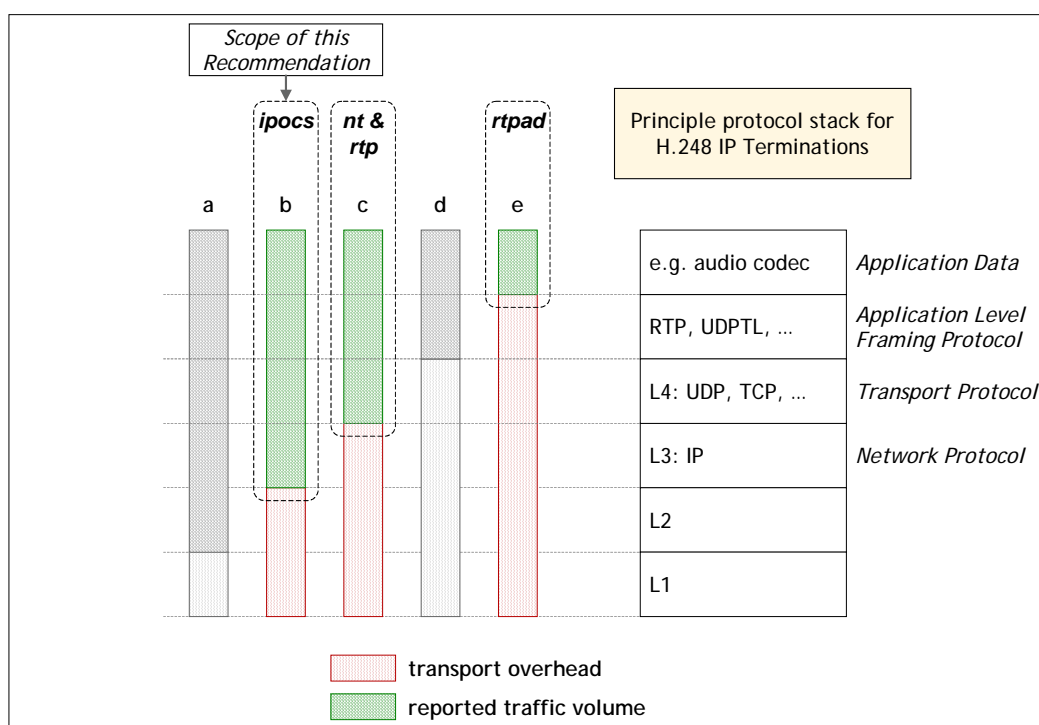 Scope of this
Recommendation
ipocs
nt &
rtp
rtpad
Principle protocol stack for
H.248 IP Terminations
a
b
c
d
e
e.g. audio codec
Application Data
RTP, UDPTL, ...
Application Level
Framing Protocol
L4: UDP, TCP, ...
Transport Protocol
L3: IP
Network Protocol
L2
L1
transport overhead
reported traffic volume